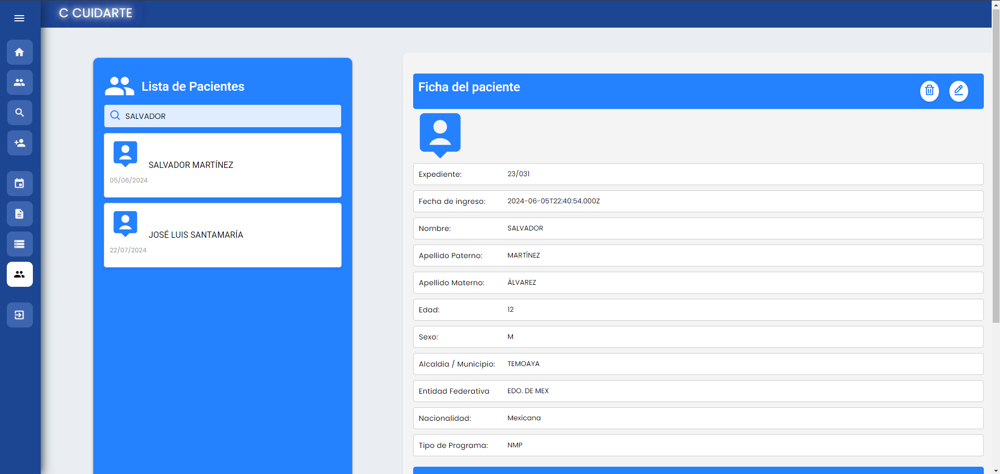 C CUIDARTE
Lista de Pacientes
SALVADOR
SALVADOR MARTÍNEZ
05/06/2024
JOSÉ LUIS SANTAMARÍA
22/07/2024
Ficha del paciente
Expediente: 23/031
Fecha de ingreso: 2024-06-05T22:40:54.000Z
Nombre: SALVADOR
Apellido Paterno: MARTÍNEZ
Apellido Materno: ÁLVAREZ
Edad: 12
Sexo: M
Alcaldia / Municipio: TEMOAYA
Entidad Federativa EDO. DE MEX
Nacionalidad: Mexicana
Tipo de Programa: NMP